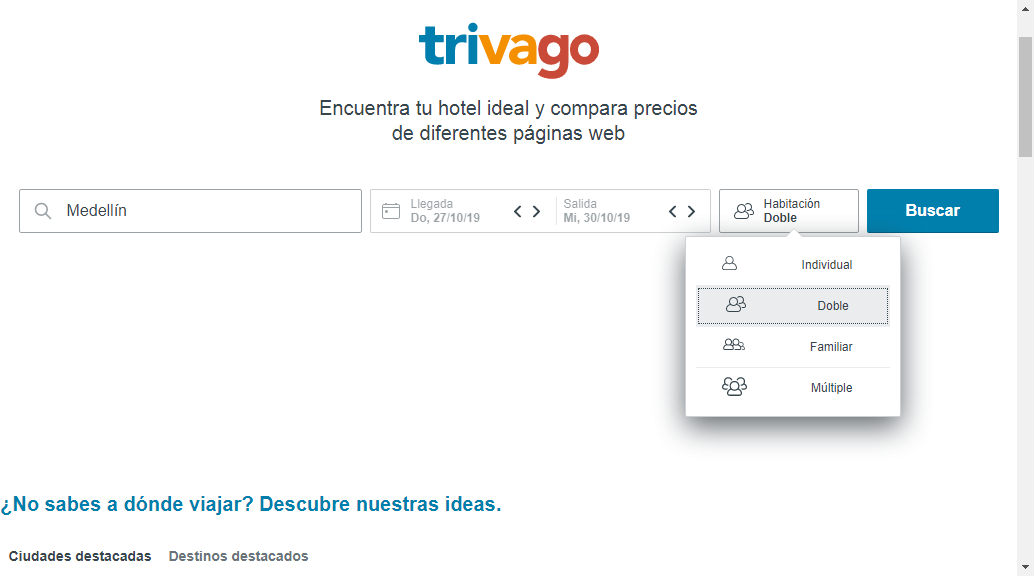 trivago
Encuentra tu hotel ideal y compara precios
de diferentes páginas web
Medellín
Llegada
Do, 27/10/19
Salida
Mi, 30/10/19
Habitación
Doble
Buscar
Individual
Doble
Familiar
Múltiple
¿No sabes a dónde viajar? Descubre nuestras ideas.
Ciudades destacadas Destinos destacados